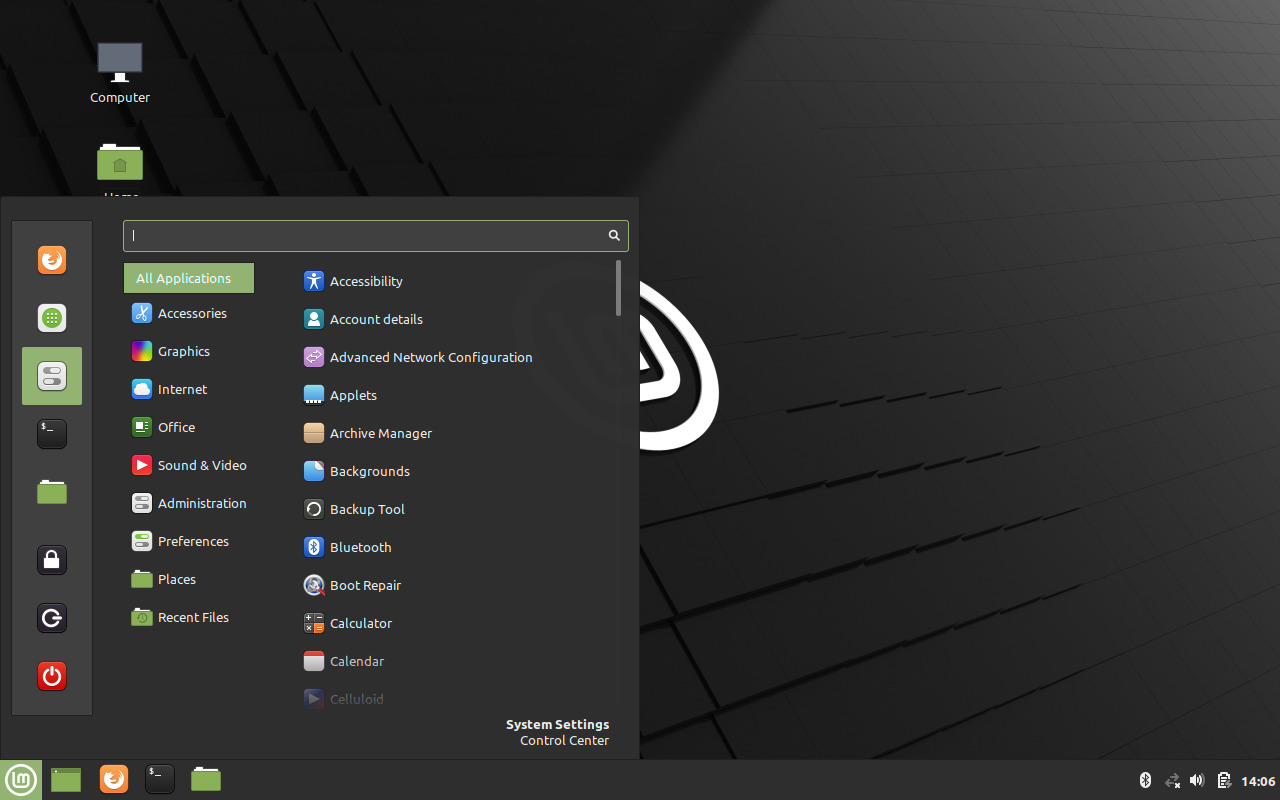 Computer
Home
All Applications
Accessories
Graphics
Internet
Office
Sound & Video
Administration
Preferences
Places
Recent Files
Accessibility
Account details
Advanced Network Configuration
Applets
Archive Manager
Backgrounds
Backup Tool
Bluetooth
Boot Repair
Calculator
Calendar
Celluloid
System Settings
Control Center
$_
$_
14:06